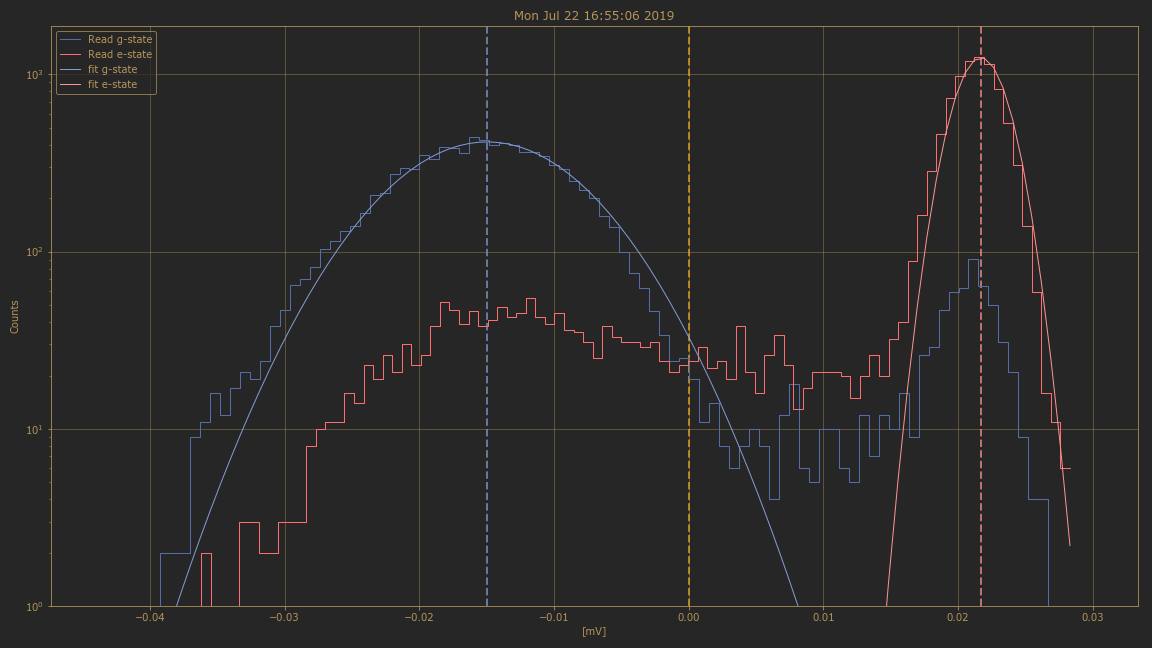 Mon Jul 22 16:55:06 2019
Read g-state
Read e-state
fit g-state
fit e-state
10³
10²
10¹
10⁰
Counts
−0.04 −0.03 −0.02 −0.01 0.00 0.01 0.02 0.03
[mV]